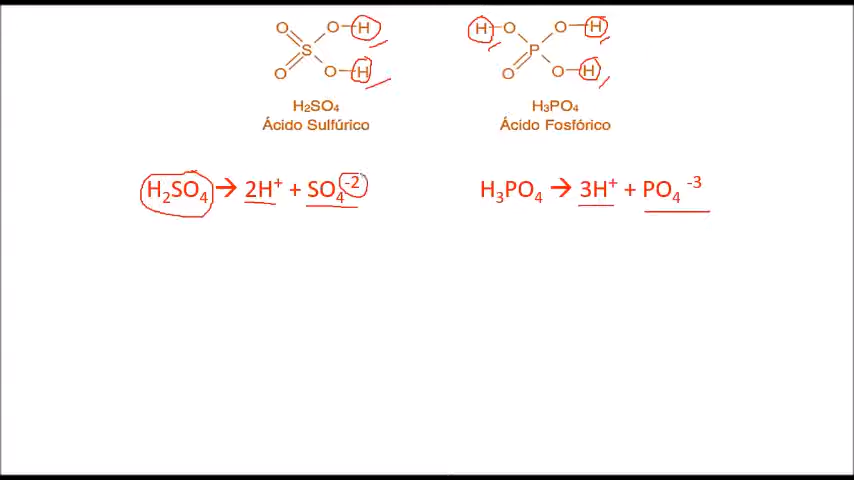 O O—H H—O O—H
S P
O O—H O O—H
H₂SO₄ H₃PO₄
Ácido Sulfúrico Ácido Fosfórico
H₂SO₄ → 2H⁺ + SO₄⁻² H₃PO₄ → 3H⁺ + PO₄ ⁻³